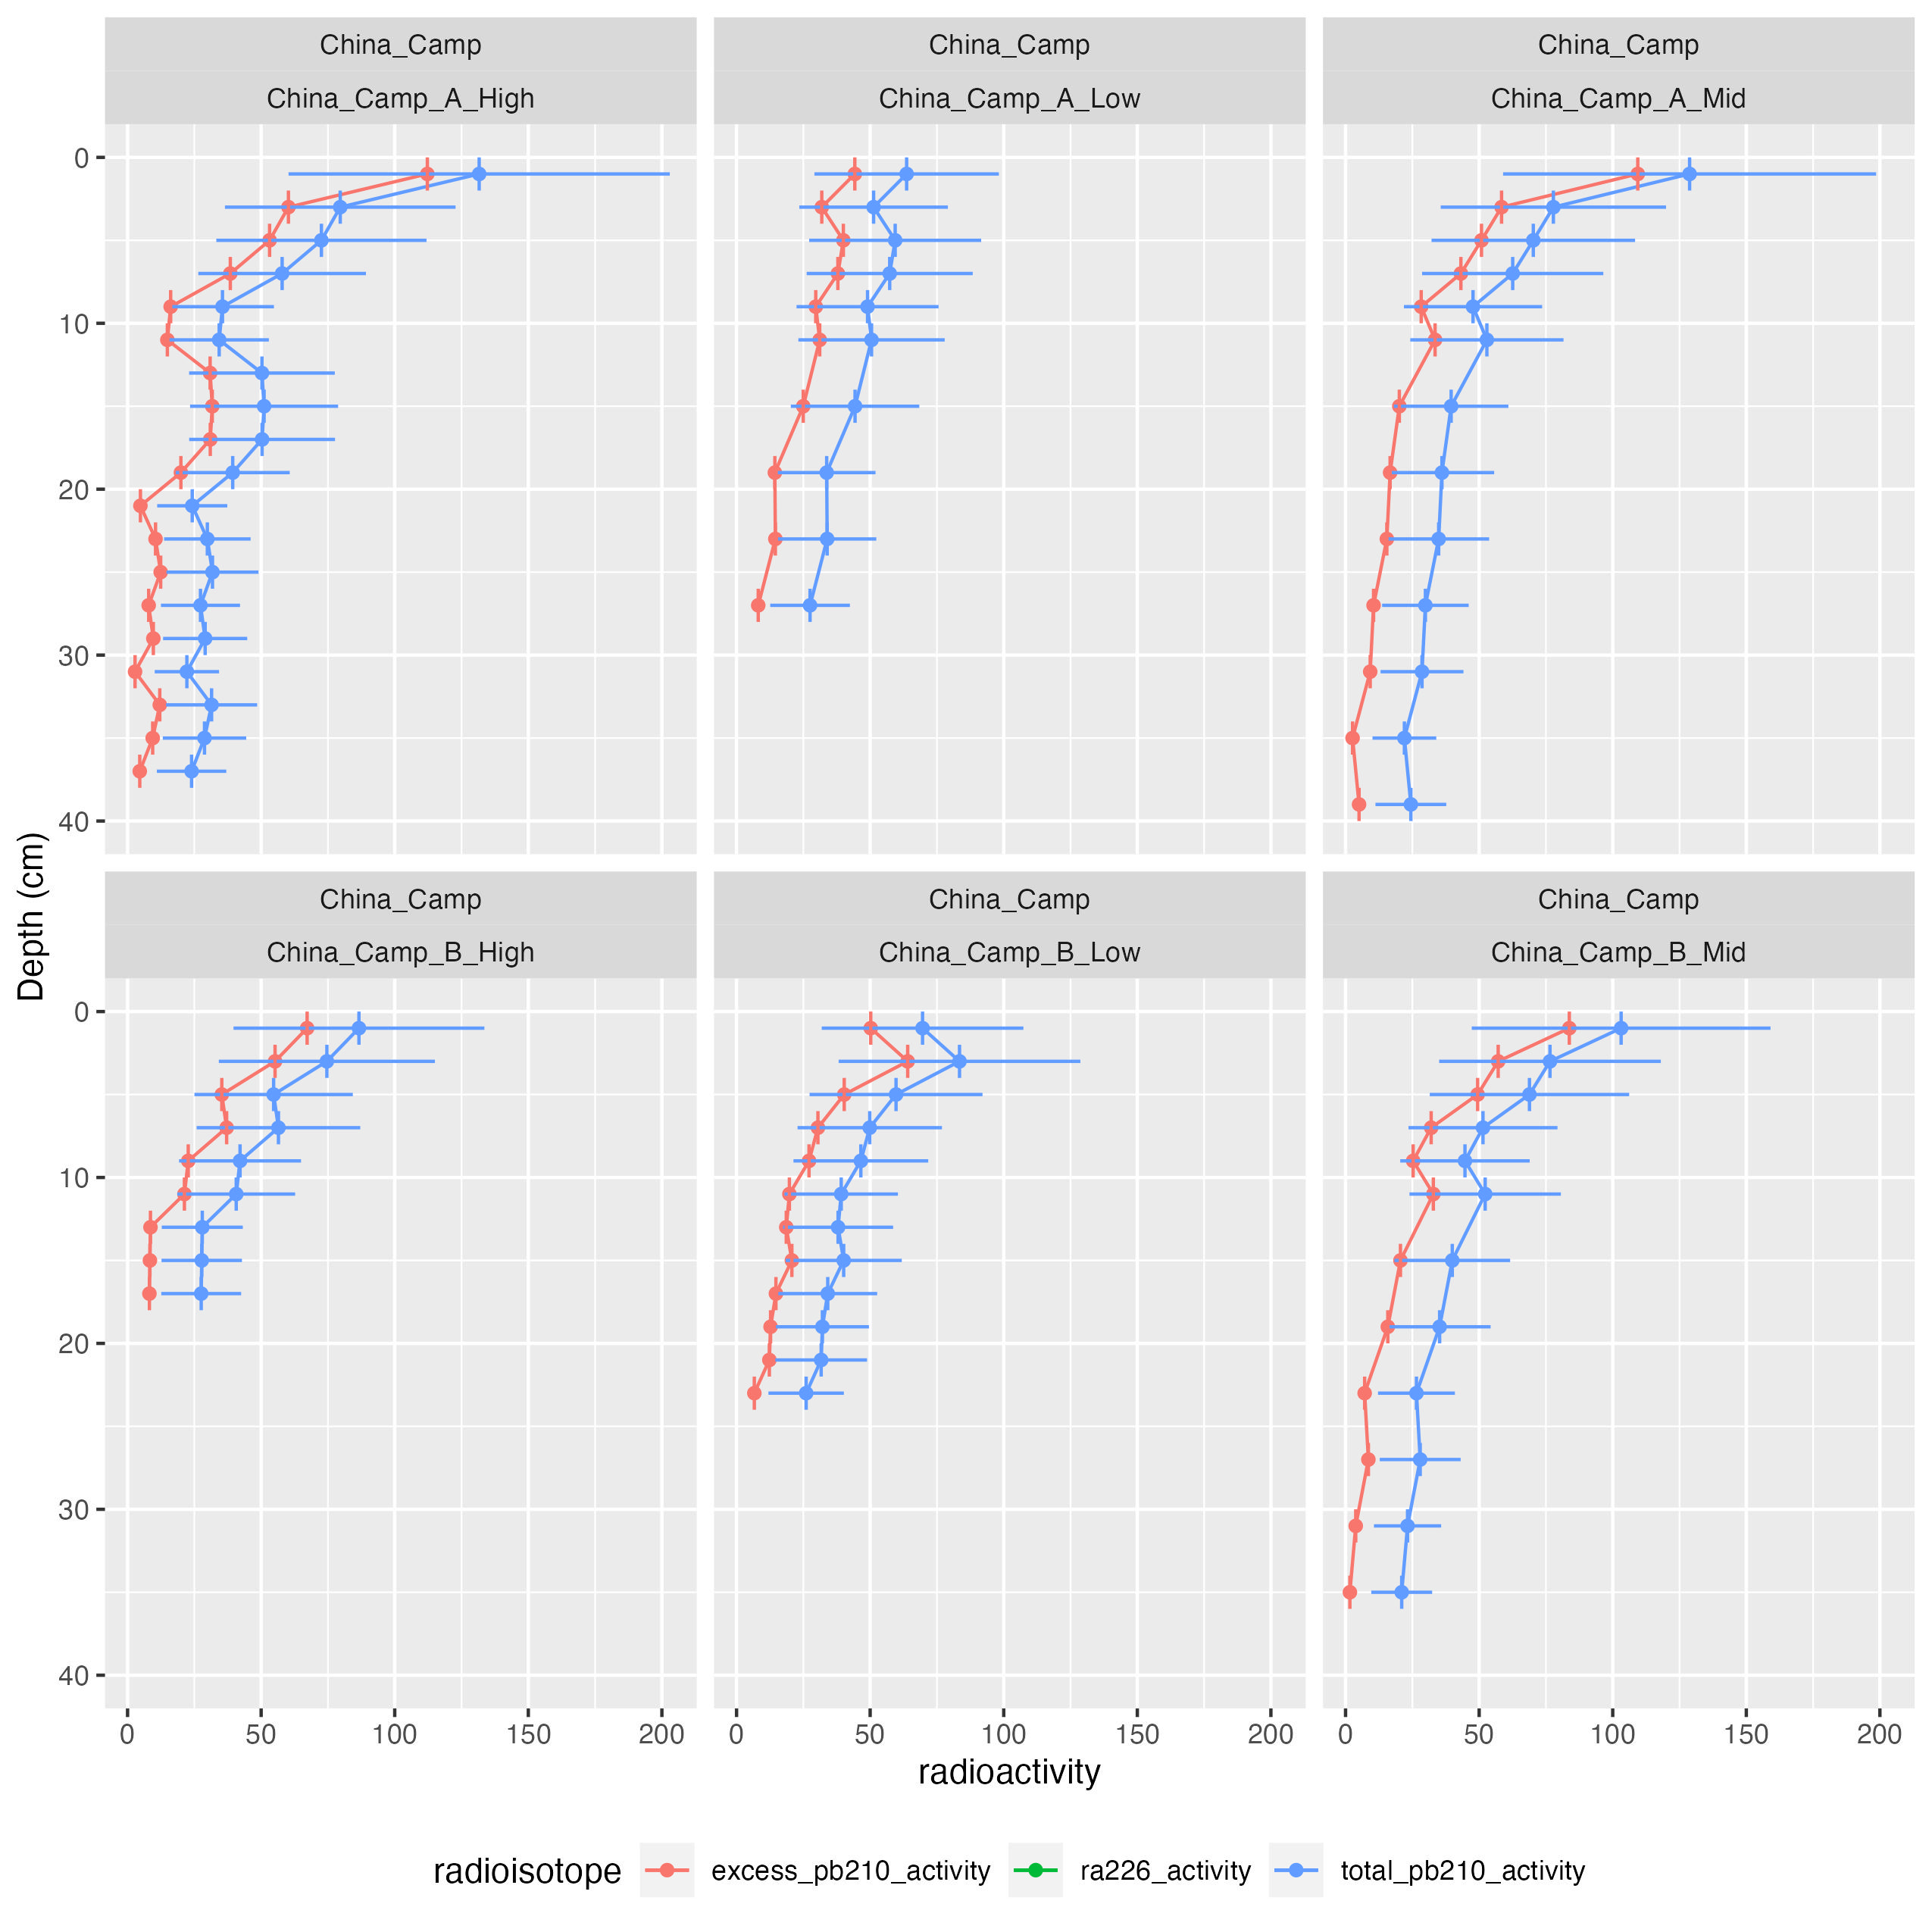 China_Camp China_Camp China_Camp
China_Camp_A_High China_Camp_A_Low China_Camp_A_Mid
0
10
20
30
40
Depth (cm)
China_Camp China_Camp China_Camp
China_Camp_B_High China_Camp_B_Low China_Camp_B_Mid
0
10
20
30
40
0 50 100 150 200 0 50 100 150 200 0 50 100 150 200
radioactivity
radioisotope excess_pb210_activity ra226_activity total_pb210_activity